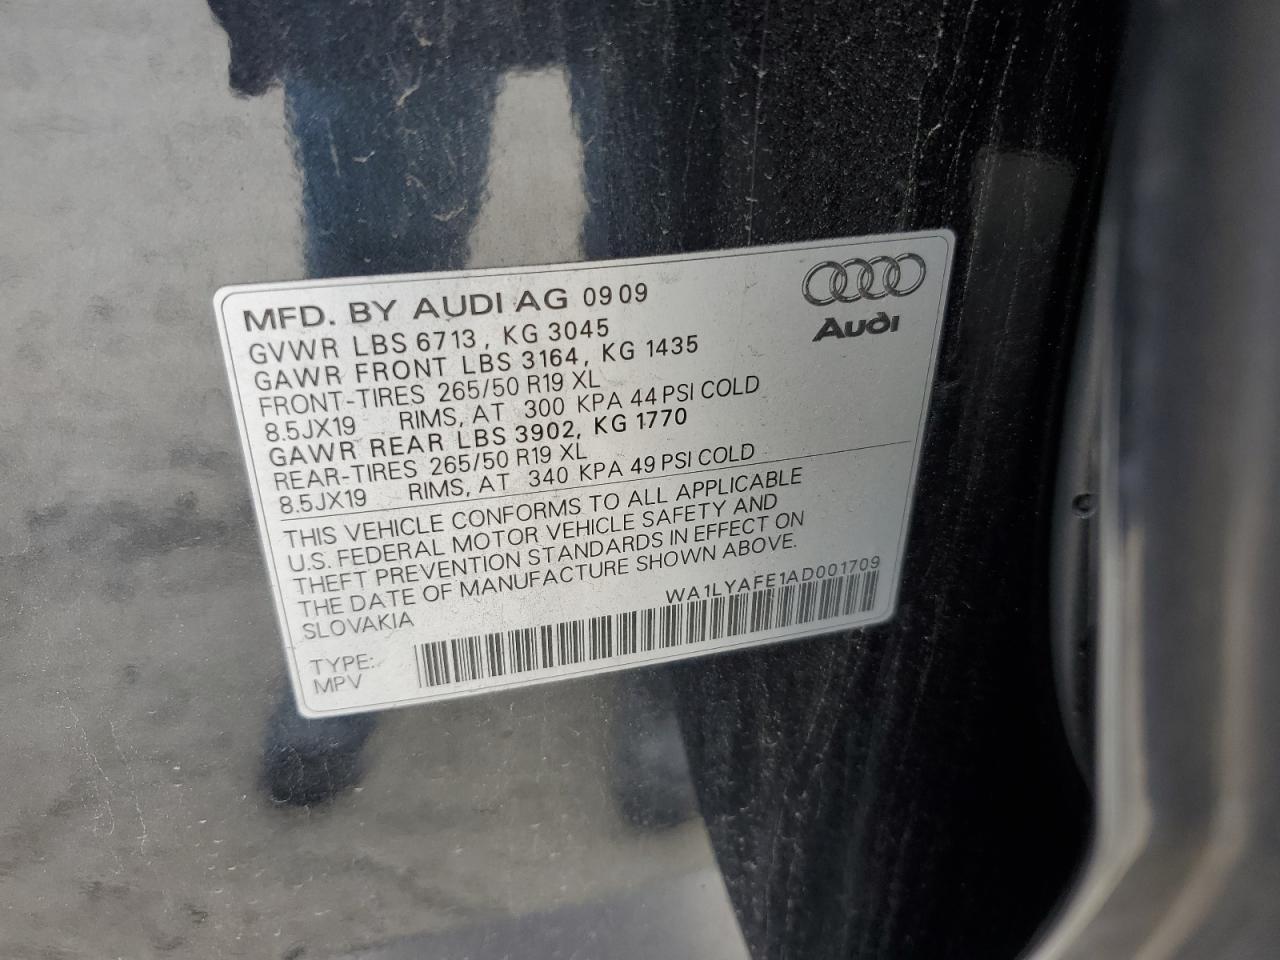 MFD. BY AUDI AG 09 09
GVWR LBS 6713, KG 3045
GAWR FRONT LBS 3164, KG 1435
FRONT-TIRES 265/50 R19 XL
8.5JX19 RIMS, AT 300 KPA 44 PSI COLD
GAWR REAR LBS 3902, KG 1770
REAR-TIRES 265/50 R19 XL
8.5JX19 RIMS, AT 340 KPA 49 PSI COLD
Audi
THIS VEHICLE CONFORMS TO ALL APPLICABLE
U.S. FEDERAL MOTOR VEHICLE SAFETY AND
THEFT PREVENTION STANDARDS IN EFFECT ON
THE DATE OF MANUFACTURE SHOWN ABOVE.
SLOVAKIA
WA1LYAFE1AD001709
TYPE:
MPV